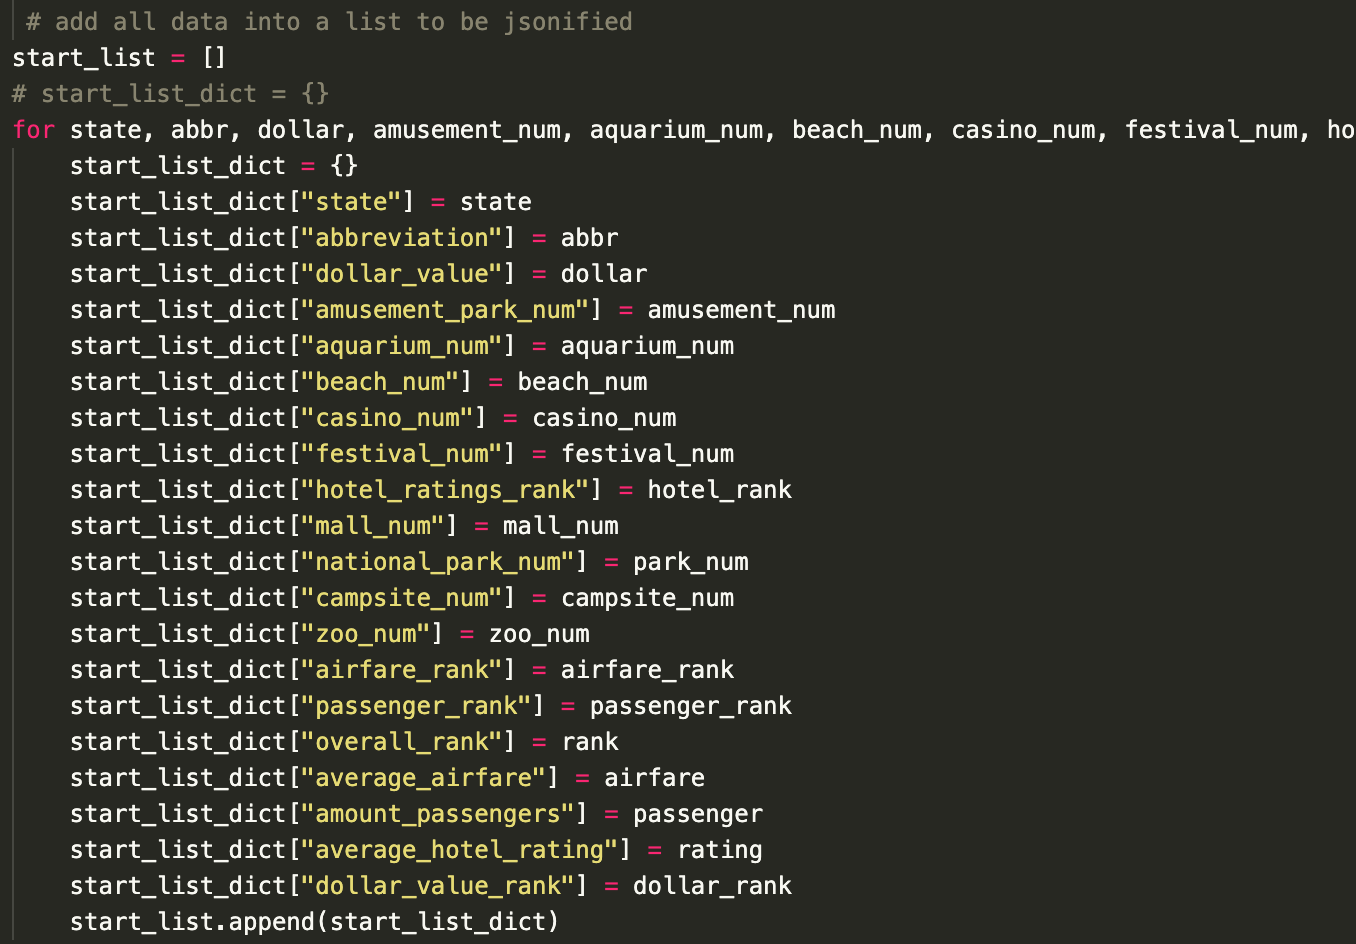 # add all data into a list to be jsonified
start_list = []
# start_list_dict = {}
for state, abbr, dollar, amusement_num, aquarium_num, beach_num, casino_num, festival_num, ho
start_list_dict = {}
start_list_dict["state"] = state
start_list_dict["abbreviation"] = abbr
start_list_dict["dollar_value"] = dollar
start_list_dict["amusement_park_num"] = amusement_num
start_list_dict["aquarium_num"] = aquarium_num
start_list_dict["beach_num"] = beach_num
start_list_dict["casino_num"] = casino_num
start_list_dict["festival_num"] = festival_num
start_list_dict["hotel_ratings_rank"] = hotel_rank
start_list_dict["mall_num"] = mall_num
start_list_dict["national_park_num"] = park_num
start_list_dict["campsite_num"] = campsite_num
start_list_dict["zoo_num"] = zoo_num
start_list_dict["airfare_rank"] = airfare_rank
start_list_dict["passenger_rank"] = passenger_rank
start_list_dict["overall_rank"] = rank
start_list_dict["average_airfare"] = airfare
start_list_dict["amount_passengers"] = passenger
start_list_dict["average_hotel_rating"] = rating
start_list_dict["dollar_value_rank"] = dollar_rank
start_list.append(start_list_dict)